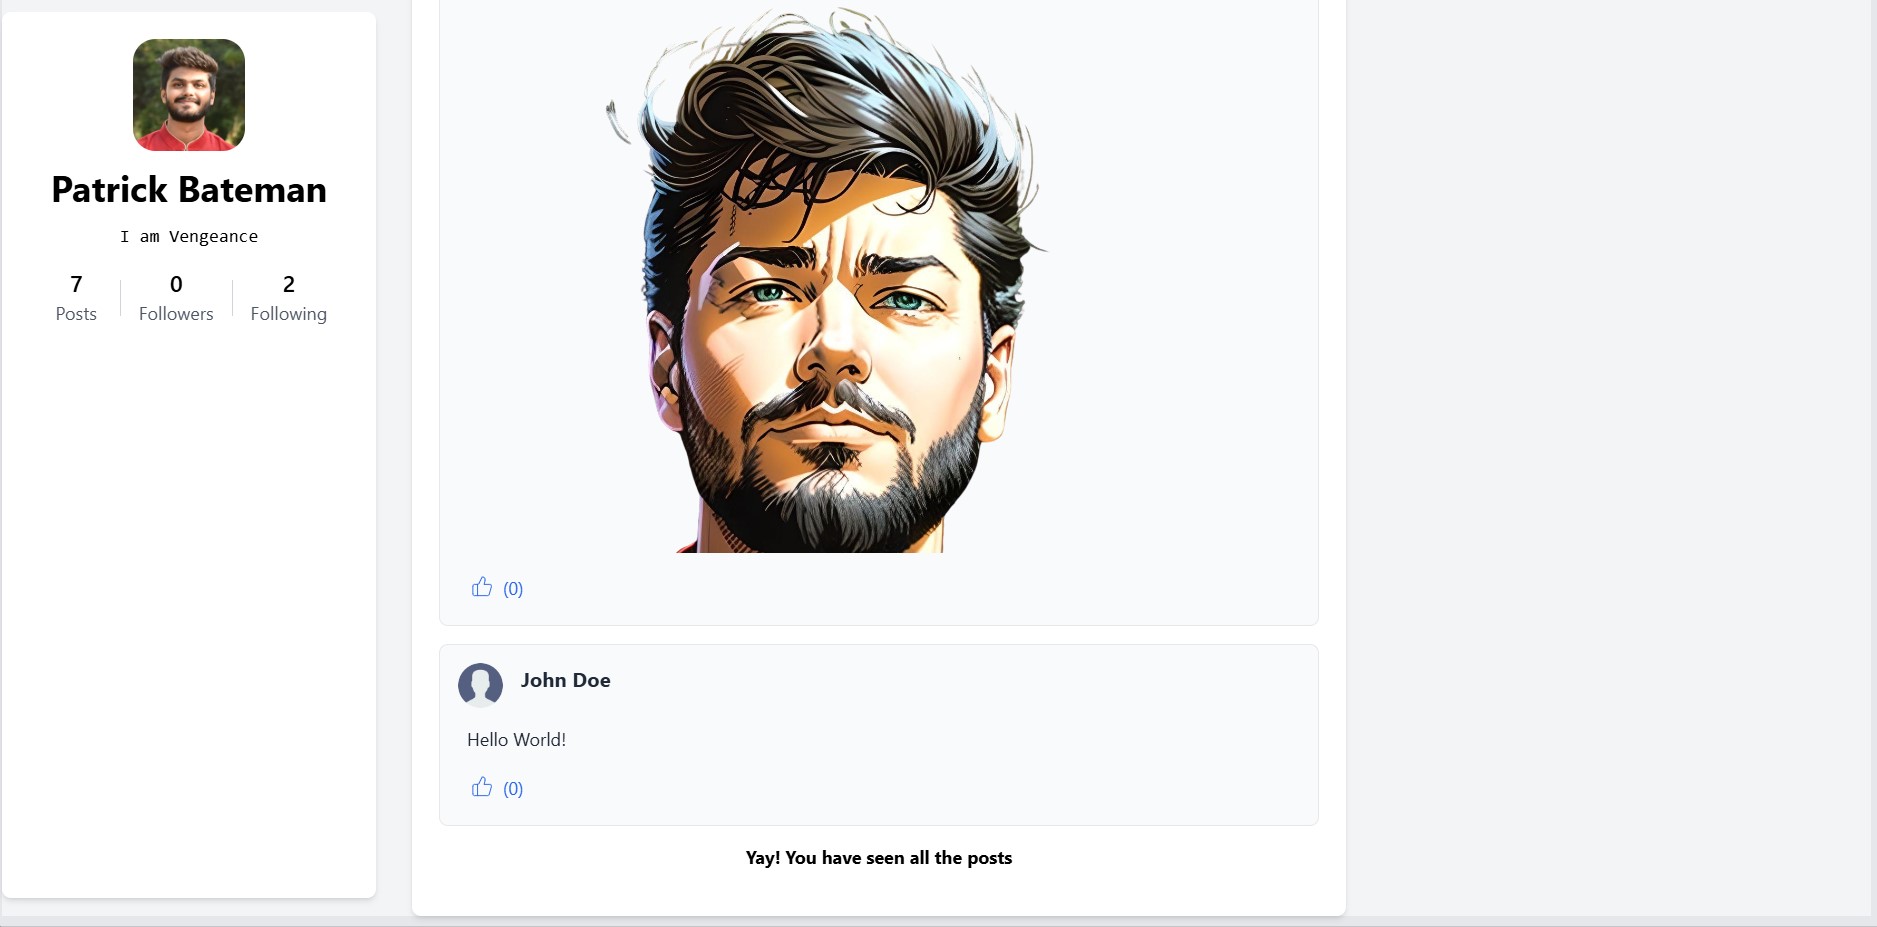 Patrick Bateman
I am Vengeance
7 0 2
Posts Followers Following
(0)
John Doe
Hello World!
(0)
Yay! You have seen all the posts